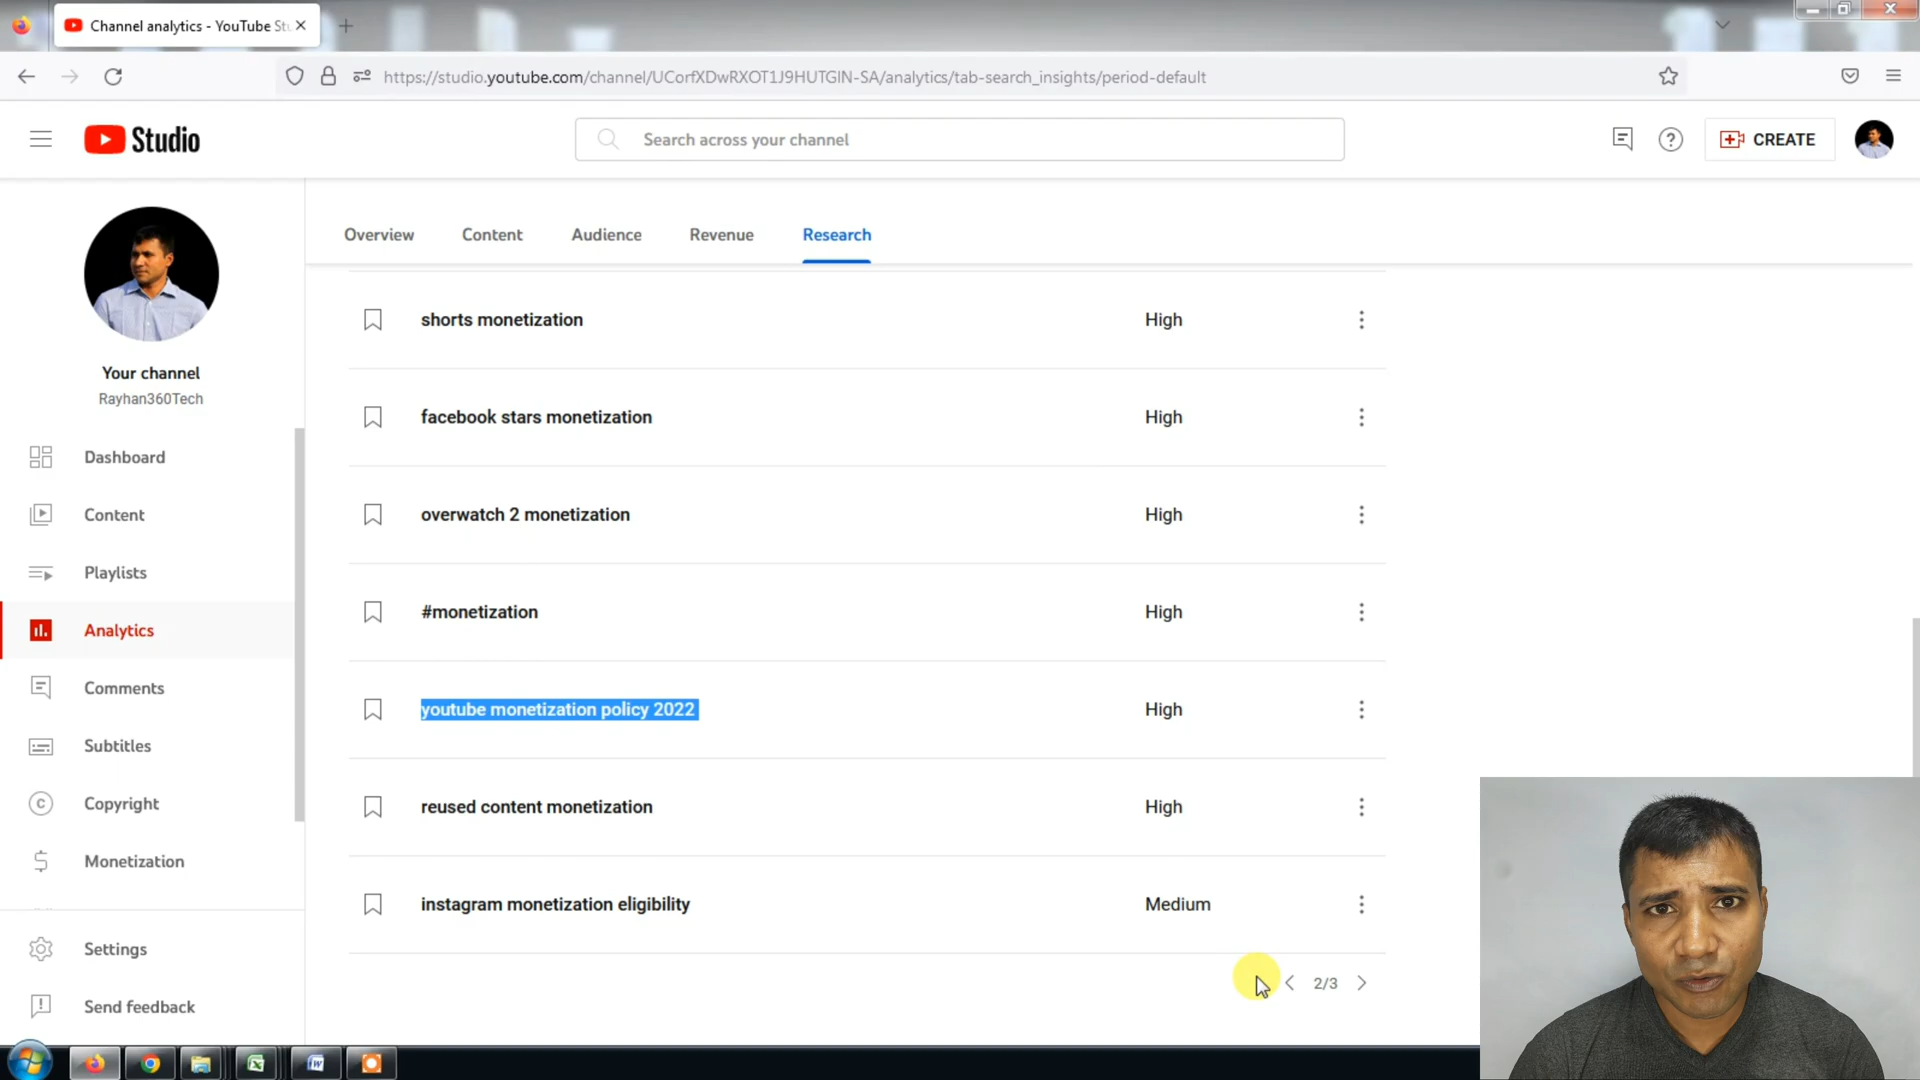 Channel analytics - YouTube St
https://studio.youtube.com/channel/UCorfXDwRXOT1J9HUTGIN-SA/analytics/tab-search_insights/period-default
Studio
Search across your channel
CREATE
Your channel
Rayhan360Tech
Dashboard
Content
Playlists
Analytics
Comments
Subtitles
Copyright
Monetization
Settings
Send feedback
Overview Content Audience Revenue Research
shorts monetization High
facebook stars monetization High
overwatch 2 monetization High
#monetization High
youtube monetization policy 2022 High
reused content monetization High
instagram monetization eligibility Medium
2/3